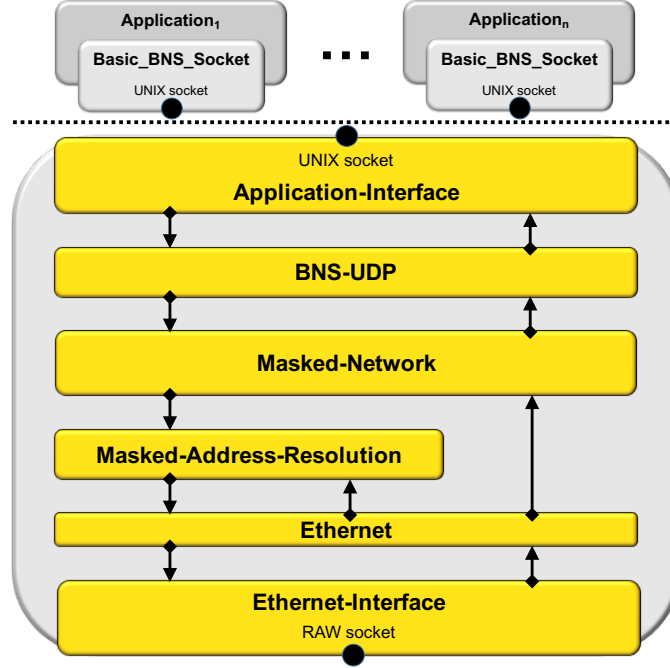 Application₁
Basic_BNS_Socket
UNIX socket
...
Applicationₙ
Basic_BNS_Socket
UNIX socket
UNIX socket
Application-Interface
BNS-UDP
Masked-Network
Masked-Address-Resolution
Ethernet
Ethernet-Interface
RAW socket